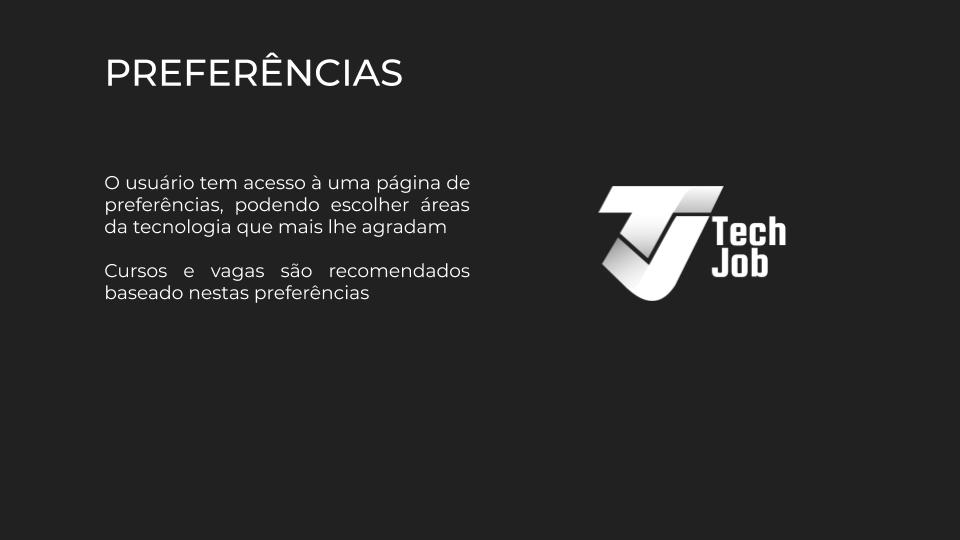 PREFERÊNCIAS
O usuário tem acesso à uma página de
preferências, podendo escolher áreas
da tecnologia que mais lhe agradam
Cursos e vagas são recomendados
baseado nestas preferências
TJ
Tech
Job